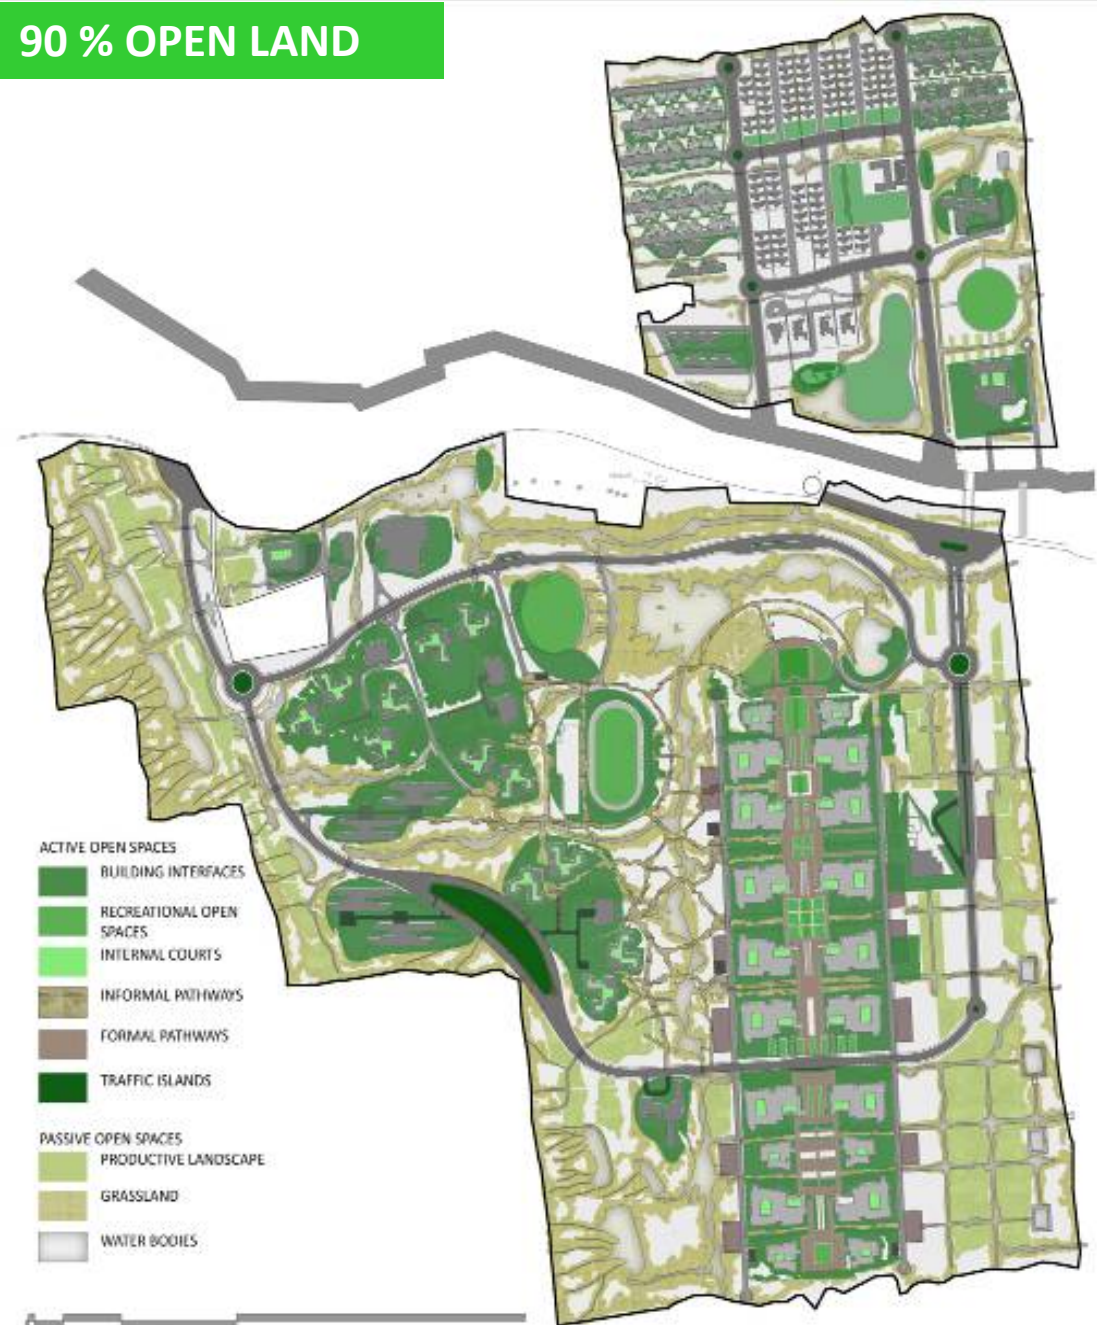 90 % OPEN LAND
ACTIVE OPEN SPACES
BUILDING INTERFACES
RECREATIONAL OPEN
SPACES
INTERNAL COURTS
INFORMAL PATHWAYS
FORMAL PATHWAYS
TRAFFIC ISLANDS
PASSIVE OPEN SPACES
PRODUCTIVE LANDSCAPE
GRASSLAND
WATER BODIES